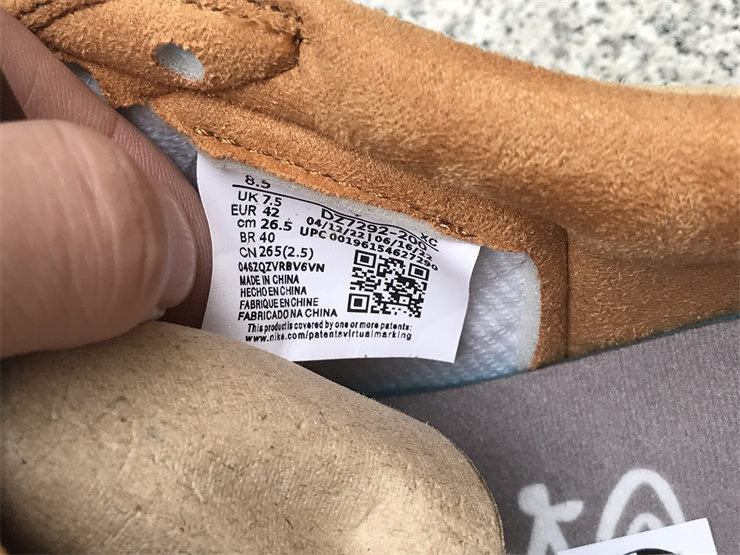 8.5
UK 7.5
EUR 42
cm 26.5
BR 40
CN 265(2.5)
046ZQZVRBV6VN
MADE IN CHINA
HECHO EN CHINA
FABRIQUE EN CHINE
FABRICADO NA CHINA
DZ7292-200 XC
04/12/22 | 06/16/22
UPC 00196154627290
This product is covered by one or more patents:
www.nike.com/patentsvirtualmarking